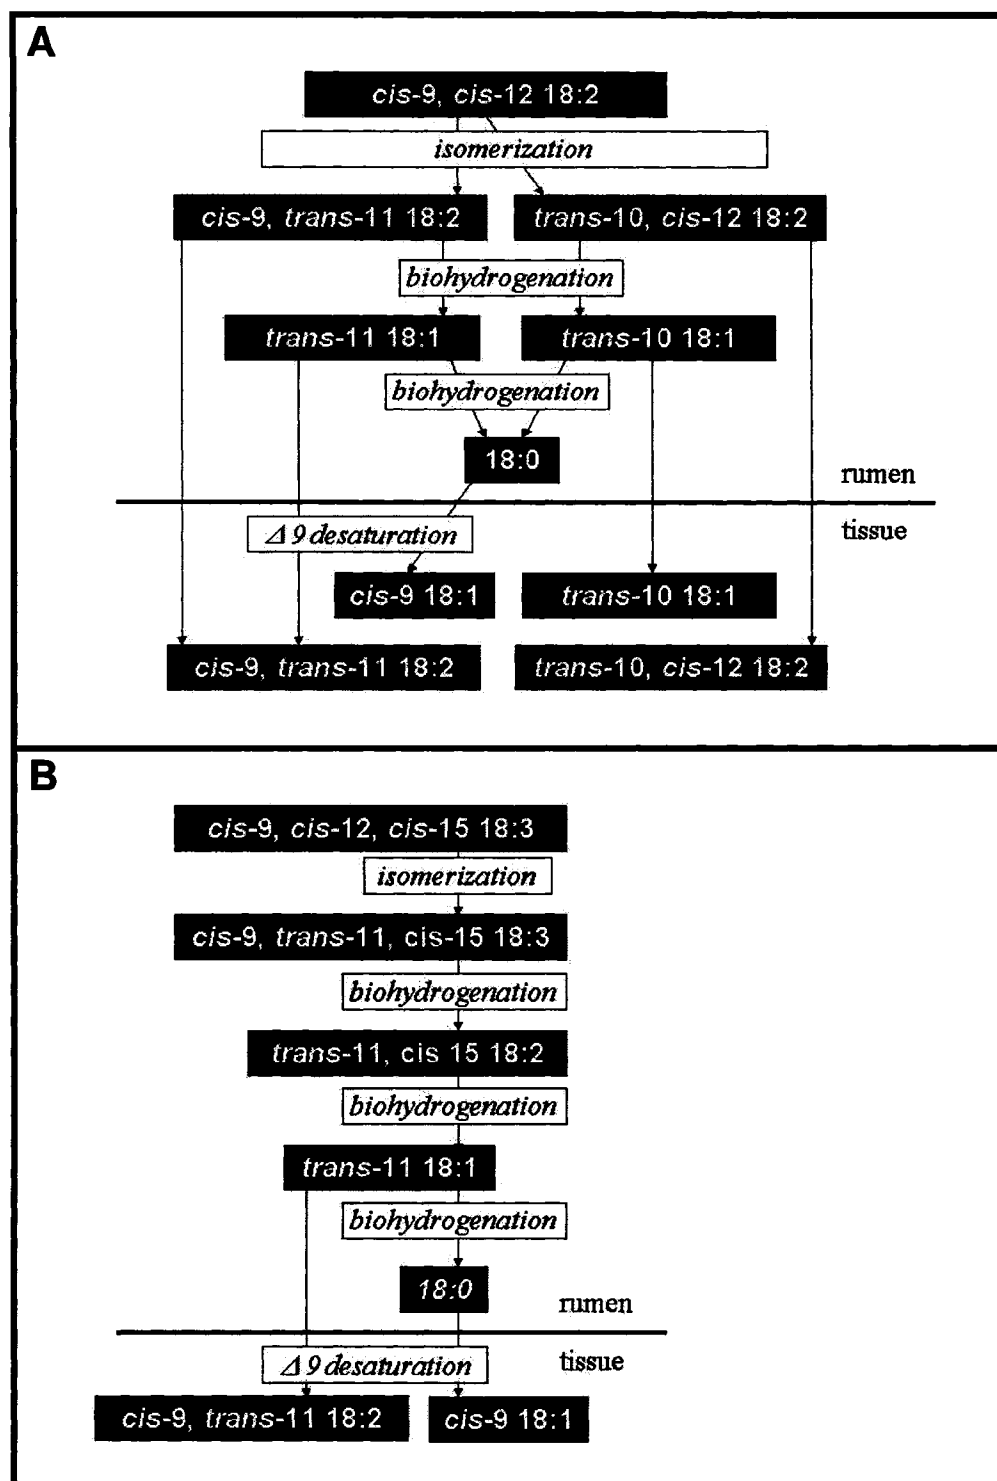 A
cis-9, cis-12 18:2
isomerization
cis-9, trans-11 18:2
trans-10, cis-12 18:2
biohydrogenation
trans-11 18:1
trans-10 18:1
biohydrogenation
18:0
rumen
tissue
Δ9 desaturation
cis-9 18:1
trans-10 18:1
cis-9, trans-11 18:2
trans-10, cis-12 18:2
B
cis-9, cis-12, cis-15 18:3
isomerization
cis-9, trans-11, cis-15 18:3
biohydrogenation
trans-11, cis 15 18:2
biohydrogenation
trans-11 18:1
biohydrogenation
18:0
rumen
tissue
Δ9 desaturation
cis-9, trans-11 18:2
cis-9 18:1